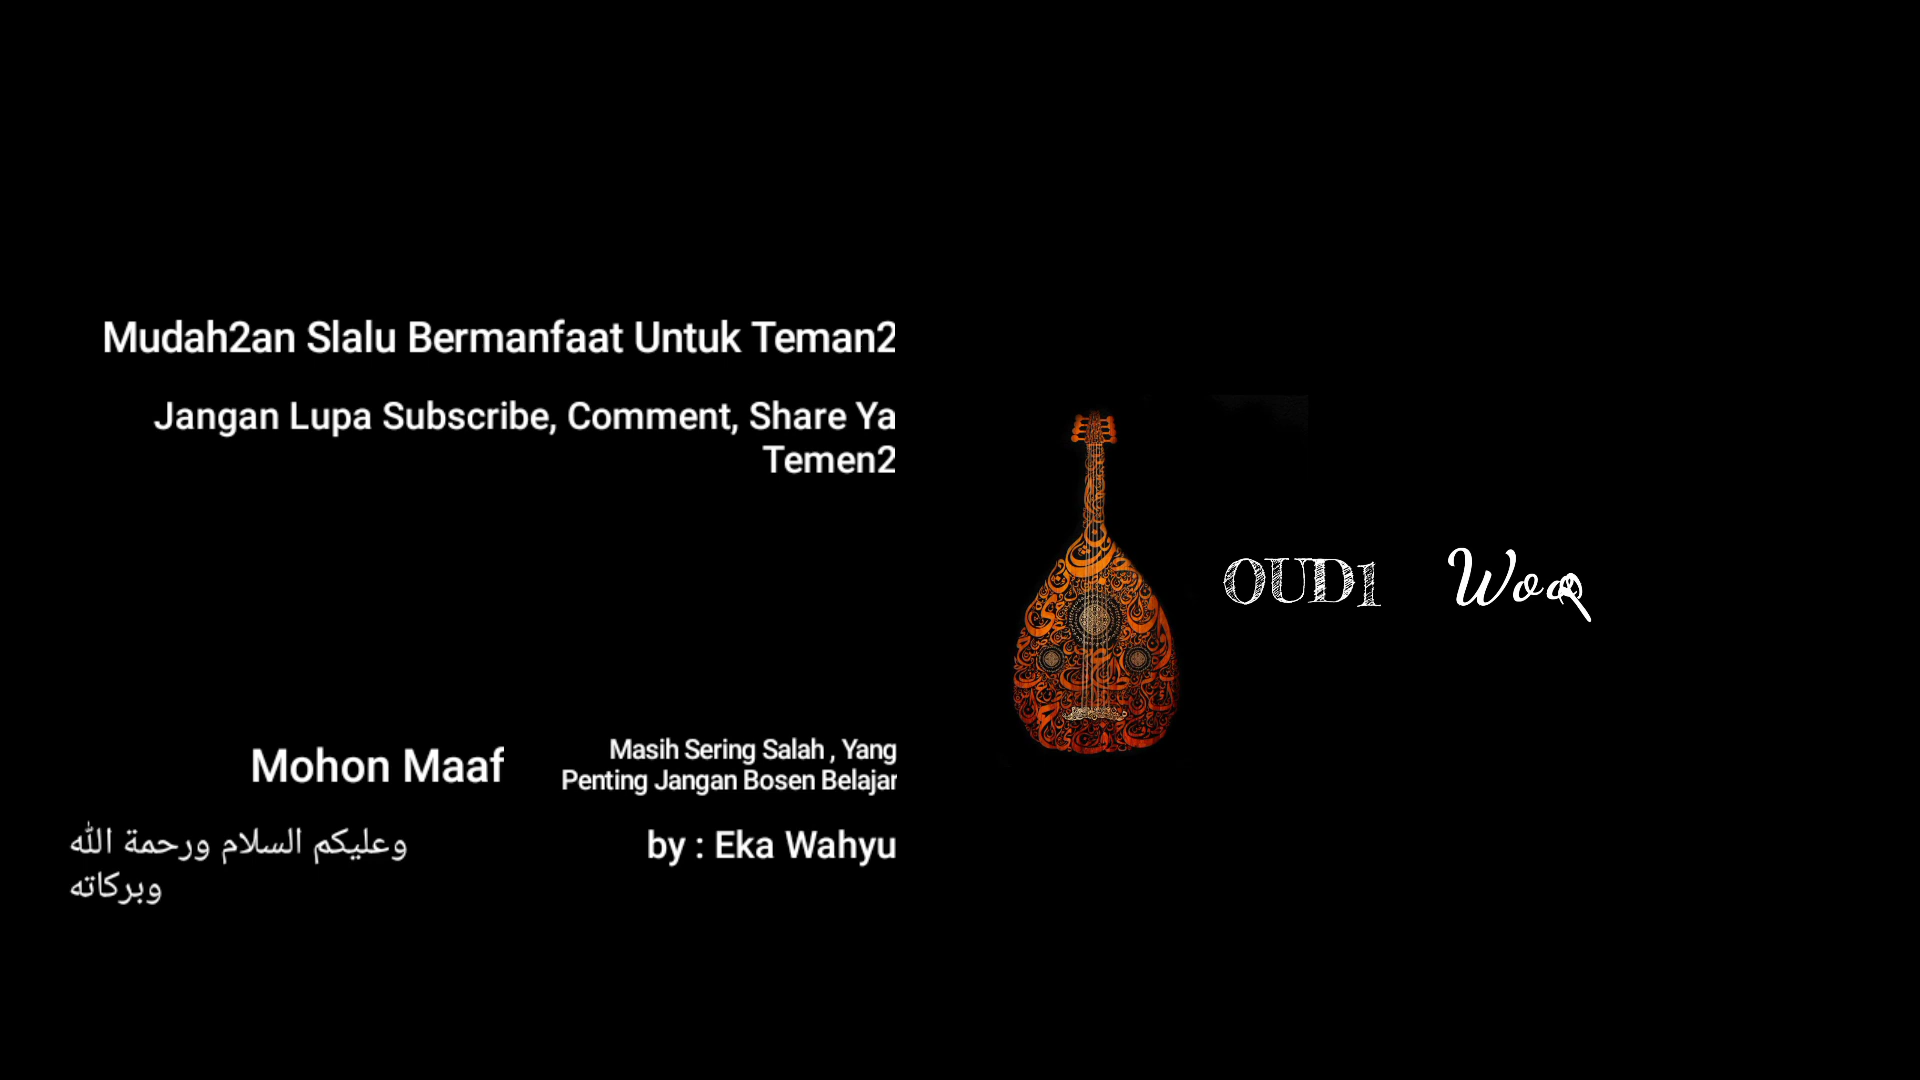 Mudah2an Slalu Bermanfaat Untuk Teman2
Jangan Lupa Subscribe, Comment, Share Ya
Temen2
OUD1
Mohon Maaf
Masih Sering Salah , Yang
Penting Jangan Bosen Belajar
وعليكم السلام ورحمة الله
وبركاته
by : Eka Wahyu